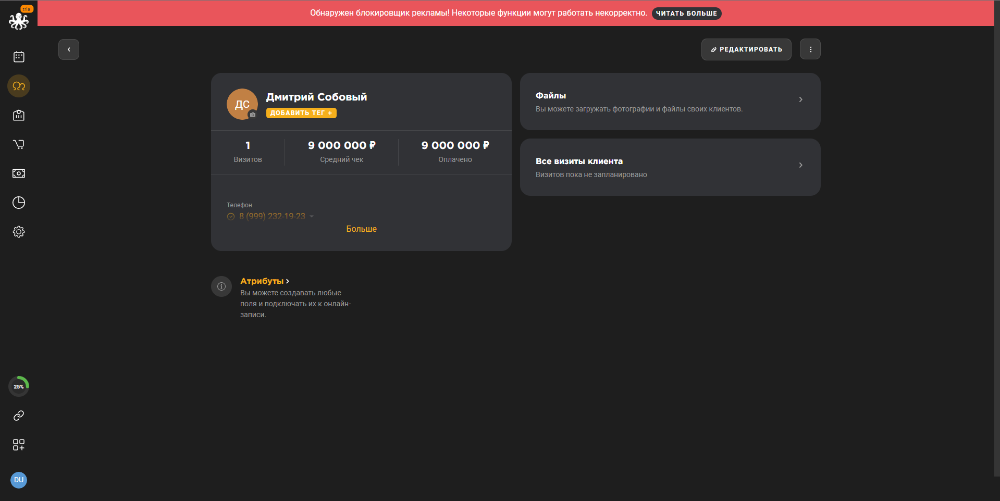 trial
Обнаружен блокировщик рекламы! Некоторые функции могут работать некорректно. ЧИТАТЬ БОЛЬШЕ
РЕДАКТИРОВАТЬ
ДС
Дмитрий Собовый
ДОБАВИТЬ ТЕГ +
1
Визитов
9 000 000 ₽
Средний чек
9 000 000 ₽
Оплачено
Телефон
8 (999) 232-19-23
Больше
Файлы
Вы можете загружать фотографии и файлы своих клиентов.
Все визиты клиента
Визитов пока не запланировано
Атрибуты
Вы можете создавать любые
поля и подключать их к онлайн-
записи.
25%
DU